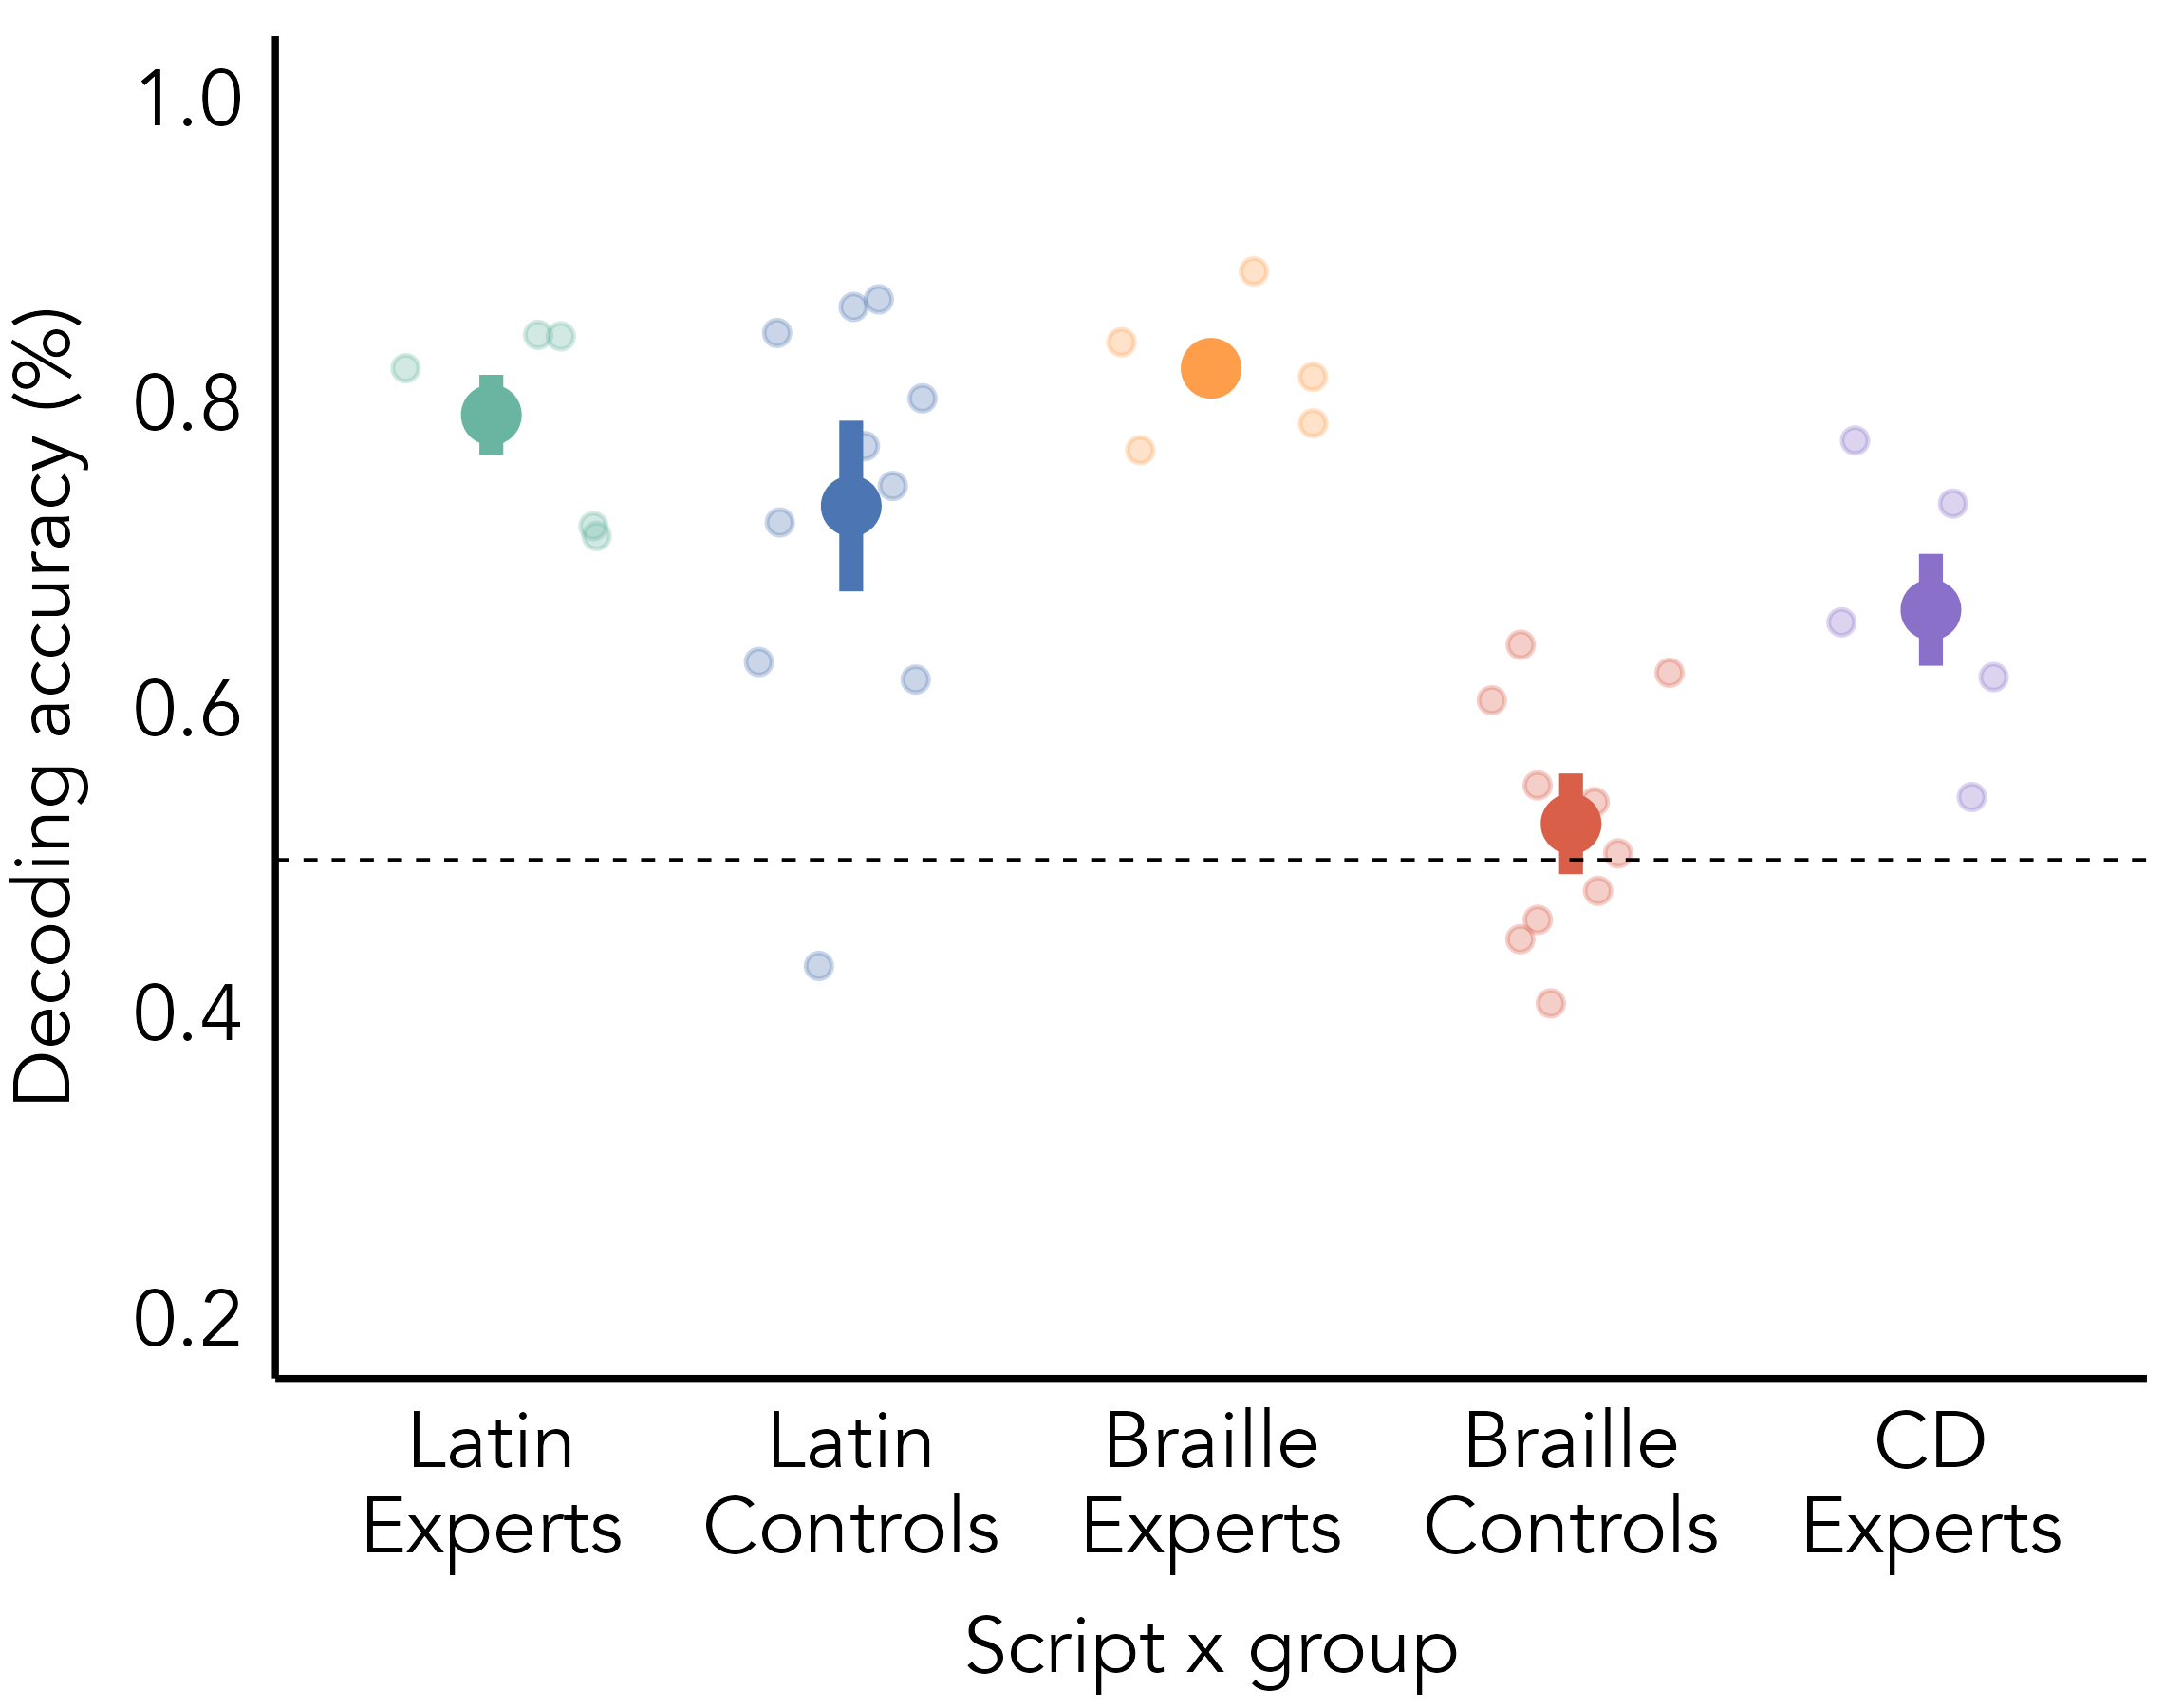 Decoding accuracy (%)
1.0
0.8
0.6
0.4
0.2
Latin Experts
Latin Controls
Braille Experts
Braille Controls
CD Experts
Script x group